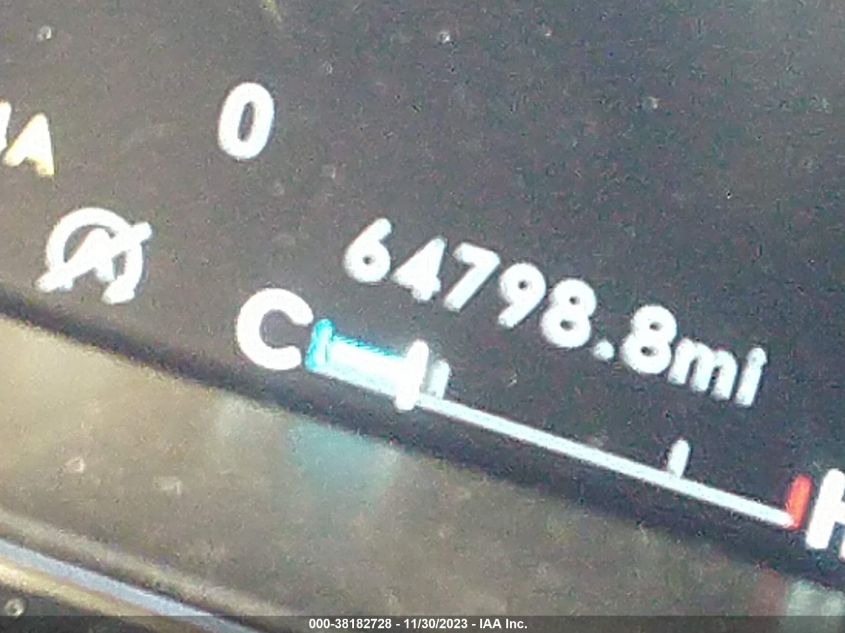 0
A
A
64798.8mi
C
H
000-38182728 - 11/30/2023 - IAA Inc.